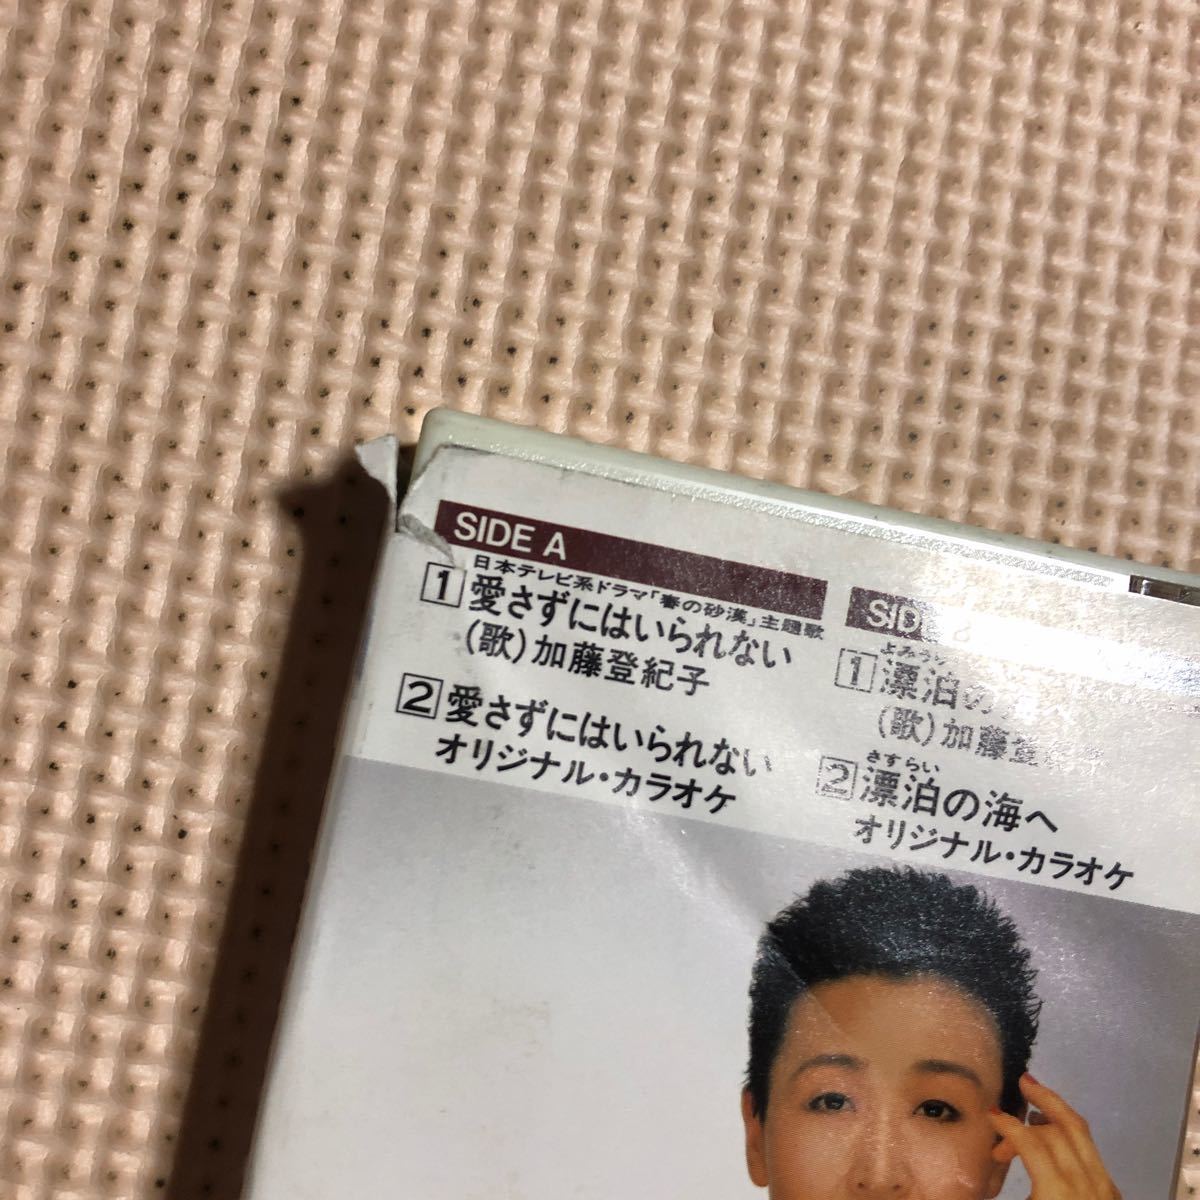 SIDE A
日本テレビ系ドラマ「春の砂漠」主題歌
1 愛さずにはいられない
(歌)加藤登紀子
2 愛さずにはいられない
オリジナル・カラオケ
SID
1 漂泊の
(歌)加藤登紀子
さすらい
2 漂泊の海へ
オリジナル・カラオケ